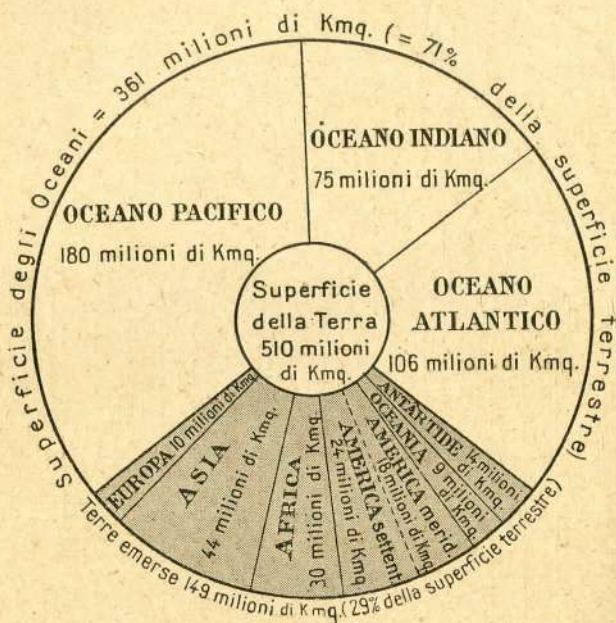 Superficie degli Oceani = 361 milioni di Kmq. (= 71% della superficie terrestre)
OCEANO INDIANO
75 milioni di Kmq.
OCEANO PACIFICO
180 milioni di Kmq.
OCEANO
ATLANTICO
106 milioni di Kmq.
Superficie
della Terra
510 milioni
di Kmq.
EUROPA 10 milioni di Kmq.
ASIA
44 milioni di Kmq.
AFRICA
30 milioni di Kmq.
AMERICA settent.
24 milioni di Kmq
AMERICA merid.
18 milioni di Kmq.
OCEANIA
9 milioni
di Kmq.
ANTARTIDE
14 milioni
di Kmq.
Terre emerse 149 milioni di Kmq. (29% della superficie terrestre)